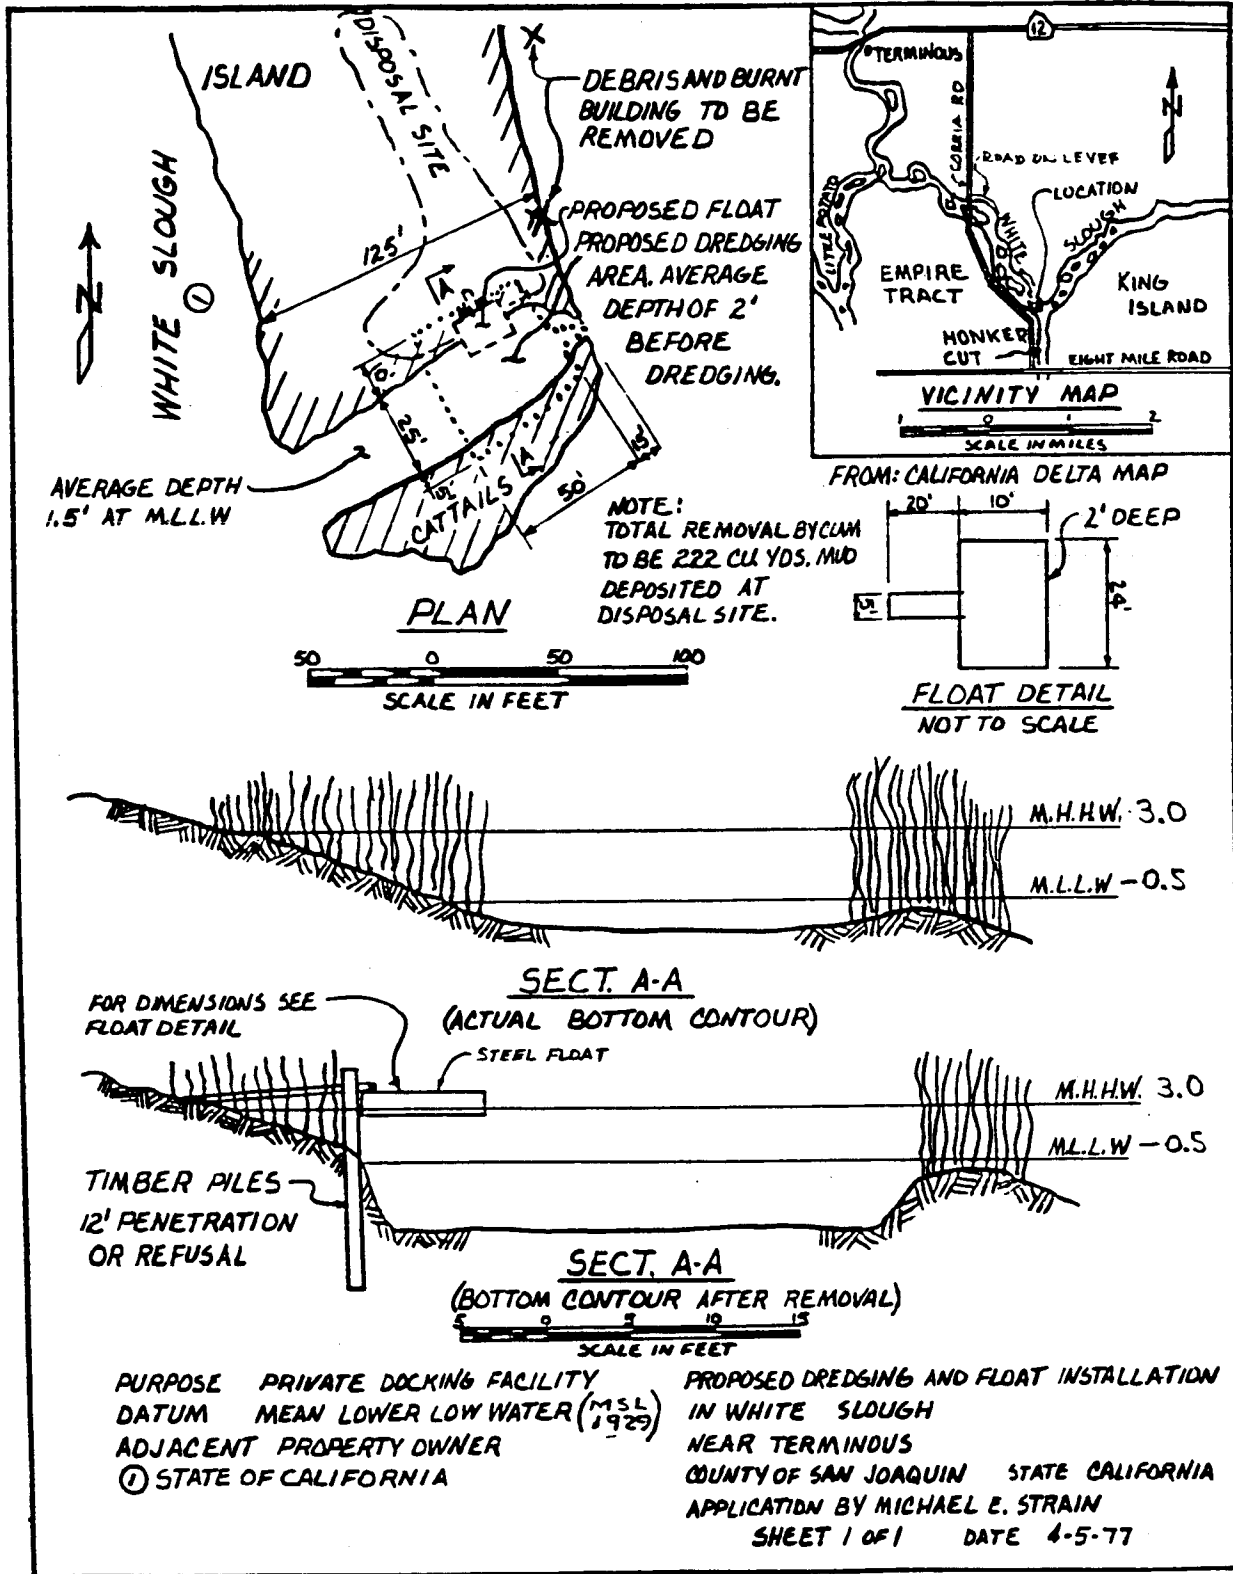 ISLAND
DISPOSAL SITE
WHITE SLOUGH
①
N
125'
DEBRIS AND BURNT
BUILDING TO BE
REMOVED
PROPOSED FLOAT
PROPOSED DREDGING
AREA. AVERAGE
DEPTH OF 2'
BEFORE
DREDGING.
A
10'
25'
15'
A
CATTAILS
50'
15'
AVERAGE DEPTH
1.5' AT M.L.L.W
NOTE:
TOTAL REMOVAL BY CLAM
TO BE 222 CU. YDS. MUD
DEPOSITED AT
DISPOSAL SITE.
PLAN
50 0 50 100
SCALE IN FEET
12
TERMINOUS
CORRIA RD
N
ROAD ON LEVEE
LOCATION
LITTLE POTATO
WHITE SLOUGH
EMPIRE
TRACT
KING
ISLAND
HONKER
CUT
EIGHT MILE ROAD
VICINITY MAP
1 0 1 2
SCALE IN MILES
FROM: CALIFORNIA DELTA MAP
20' 10'
2' DEEP
5'
24'
FLOAT DETAIL
NOT TO SCALE
M.H.H.W. 3.0
M.L.L.W -0.5
SECT. A-A
(ACTUAL BOTTOM CONTOUR)
FOR DIMENSIONS SEE
FLOAT DETAIL
STEEL FLOAT
M.H.H.W. 3.0
M.L.L.W -0.5
TIMBER PILES
12' PENETRATION
OR REFUSAL
SECT. A-A
(BOTTOM CONTOUR AFTER REMOVAL)
5 0 5 10 15
SCALE IN FEET
PURPOSE PRIVATE DOCKING FACILITY
DATUM MEAN LOWER LOW WATER (MSL 1929)
ADJACENT PROPERTY OWNER
① STATE OF CALIFORNIA
PROPOSED DREDGING AND FLOAT INSTALLATION
IN WHITE SLOUGH
NEAR TERMINOUS
COUNTY OF SAN JOAQUIN STATE CALIFORNIA
APPLICATION BY MICHAEL E. STRAIN
SHEET 1 OF 1 DATE 4-5-77